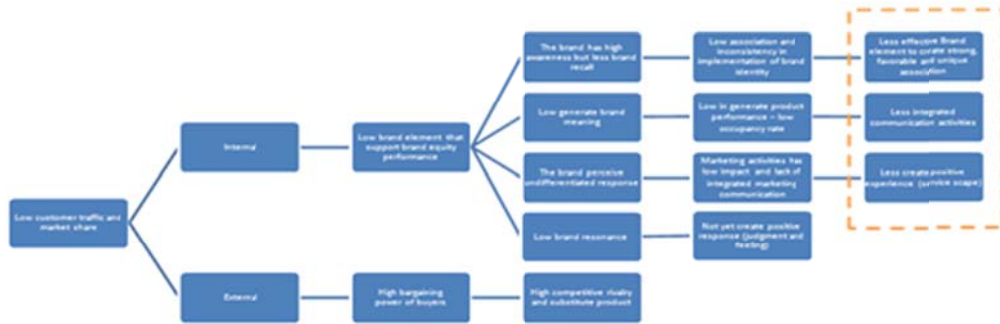 Low customer traffic and
market share
Internal
External
Low brand element that
support brand equity
performance
High bargaining
power of buyers
The brand has high
awareness but less brand
recall
Low generate brand
meaning
The brand perceive
undifferentiated response
Low brand resonance
High competitive rivalry
and substitute product
Low association and
inconsistency in
implementation of brand
identity
Low in generate product
performance – low
occupancy rate
Marketing activities has
low impact and lack of
integrated marketing
communication
Not yet create positive
response (judgment and
feeling)
Less effective Brand
element to create strong,
favorable and unique
association
Less integrated
communication activities
Less create positive
experience (service scape)